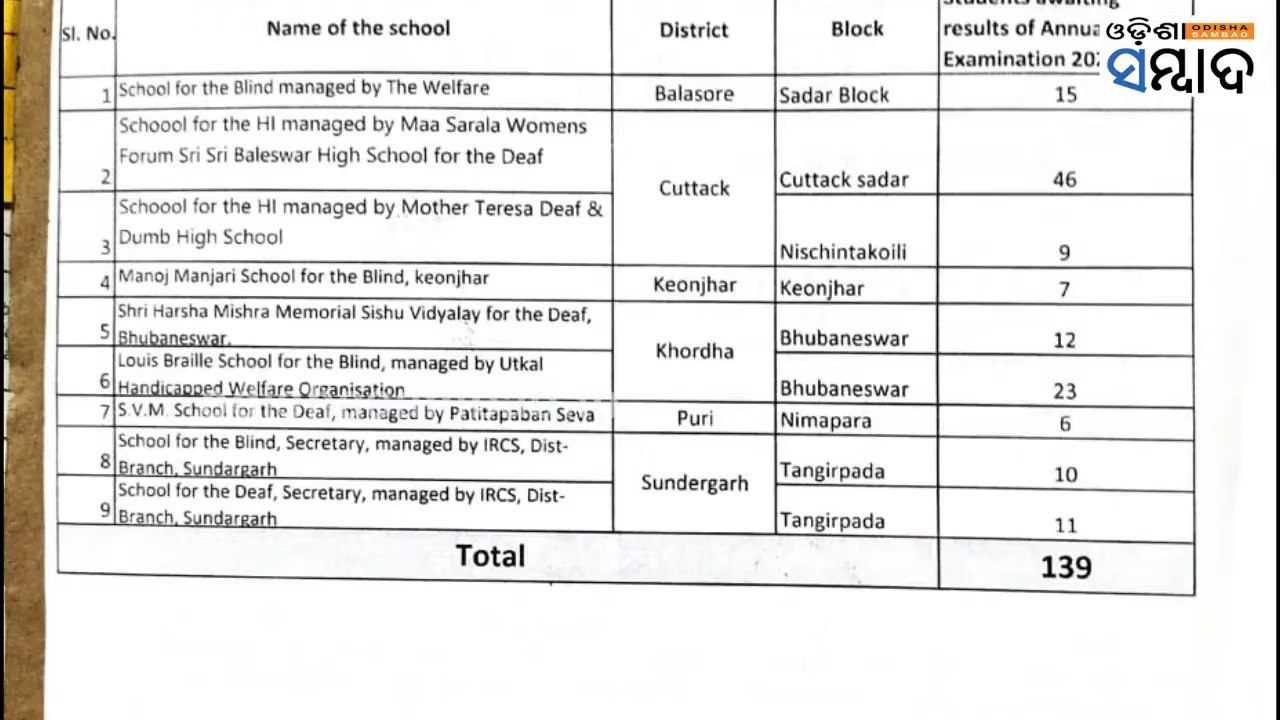 Students awaiting
Sl. No.
Name of the school
District
Block
results of Annua
Examination 202
ଓଡ଼ିଶା
ODISHA
SAMBAD
ସମ୍ବାଦ
1
School for the Blind managed by The Welfare
Balasore
Sadar Block
15
Schoool for the HI managed by Maa Sarala Womens
Forum Sri Sri Baleswar High School for the Deaf
2
Cuttack
Cuttack sadar
46
Schoool for the HI managed by Mother Teresa Deaf &
Dumb High School
3
Nischintakoili
9
4
Manoj Manjari School for the Blind, keonjhar
Keonjhar
Keonjhar
7
Shri Harsha Mishra Memorial Sishu Vidyalay for the Deaf,
5
Bhubaneswar.
Khordha
Bhubaneswar
12
Louis Braille School for the Blind, managed by Utkal
6
Handicapped Welfare Organisation
Bhubaneswar
23
7
S.V.M. School for the Deaf, managed by Patitapaban Seva
Puri
Nimapara
6
School for the Blind, Secretary, managed by IRCS, Dist-
8
Branch, Sundargarh
Sundergarh
Tangirpada
10
School for the Deaf, Secretary, managed by IRCS, Dist-
9
Branch, Sundargarh
Tangirpada
11
Total
139